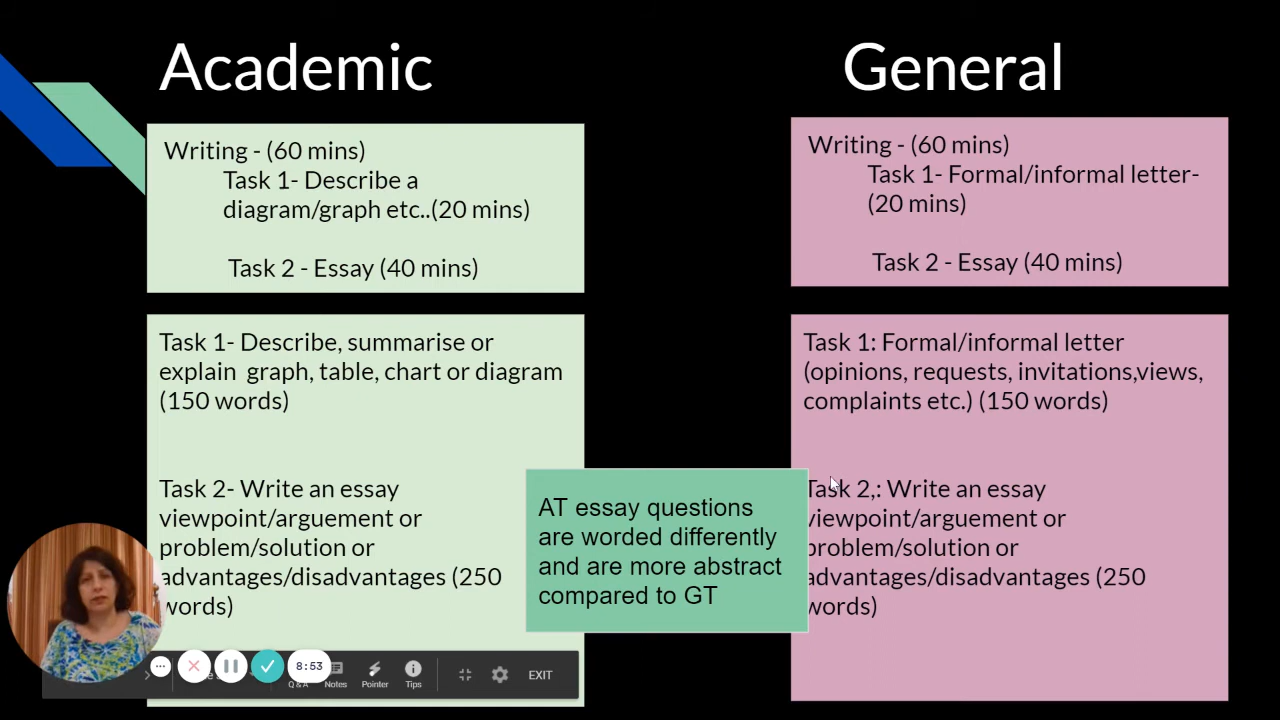 Academic
General
Writing - (60 mins)
Task 1- Describe a
diagram/graph etc..(20 mins)
Task 2 - Essay (40 mins)
Writing - (60 mins)
Task 1- Formal/informal letter-
(20 mins)
Task 2 - Essay (40 mins)
Task 1- Describe, summarise or
explain graph, table, chart or diagram
(150 words)
Task 2- Write an essay
viewpoint/arguement or
problem/solution or
advantages/disadvantages (250
words)
AT essay questions
are worded differently
and are more abstract
compared to GT
Task 1: Formal/informal letter
(opinions, requests, invitations,views,
complaints etc.) (150 words)
Task 2,: Write an essay
viewpoint/arguement or
problem/solution or
advantages/disadvantages (250
words)
8:53
Q & A
Notes
Pointer
Tips
EXIT